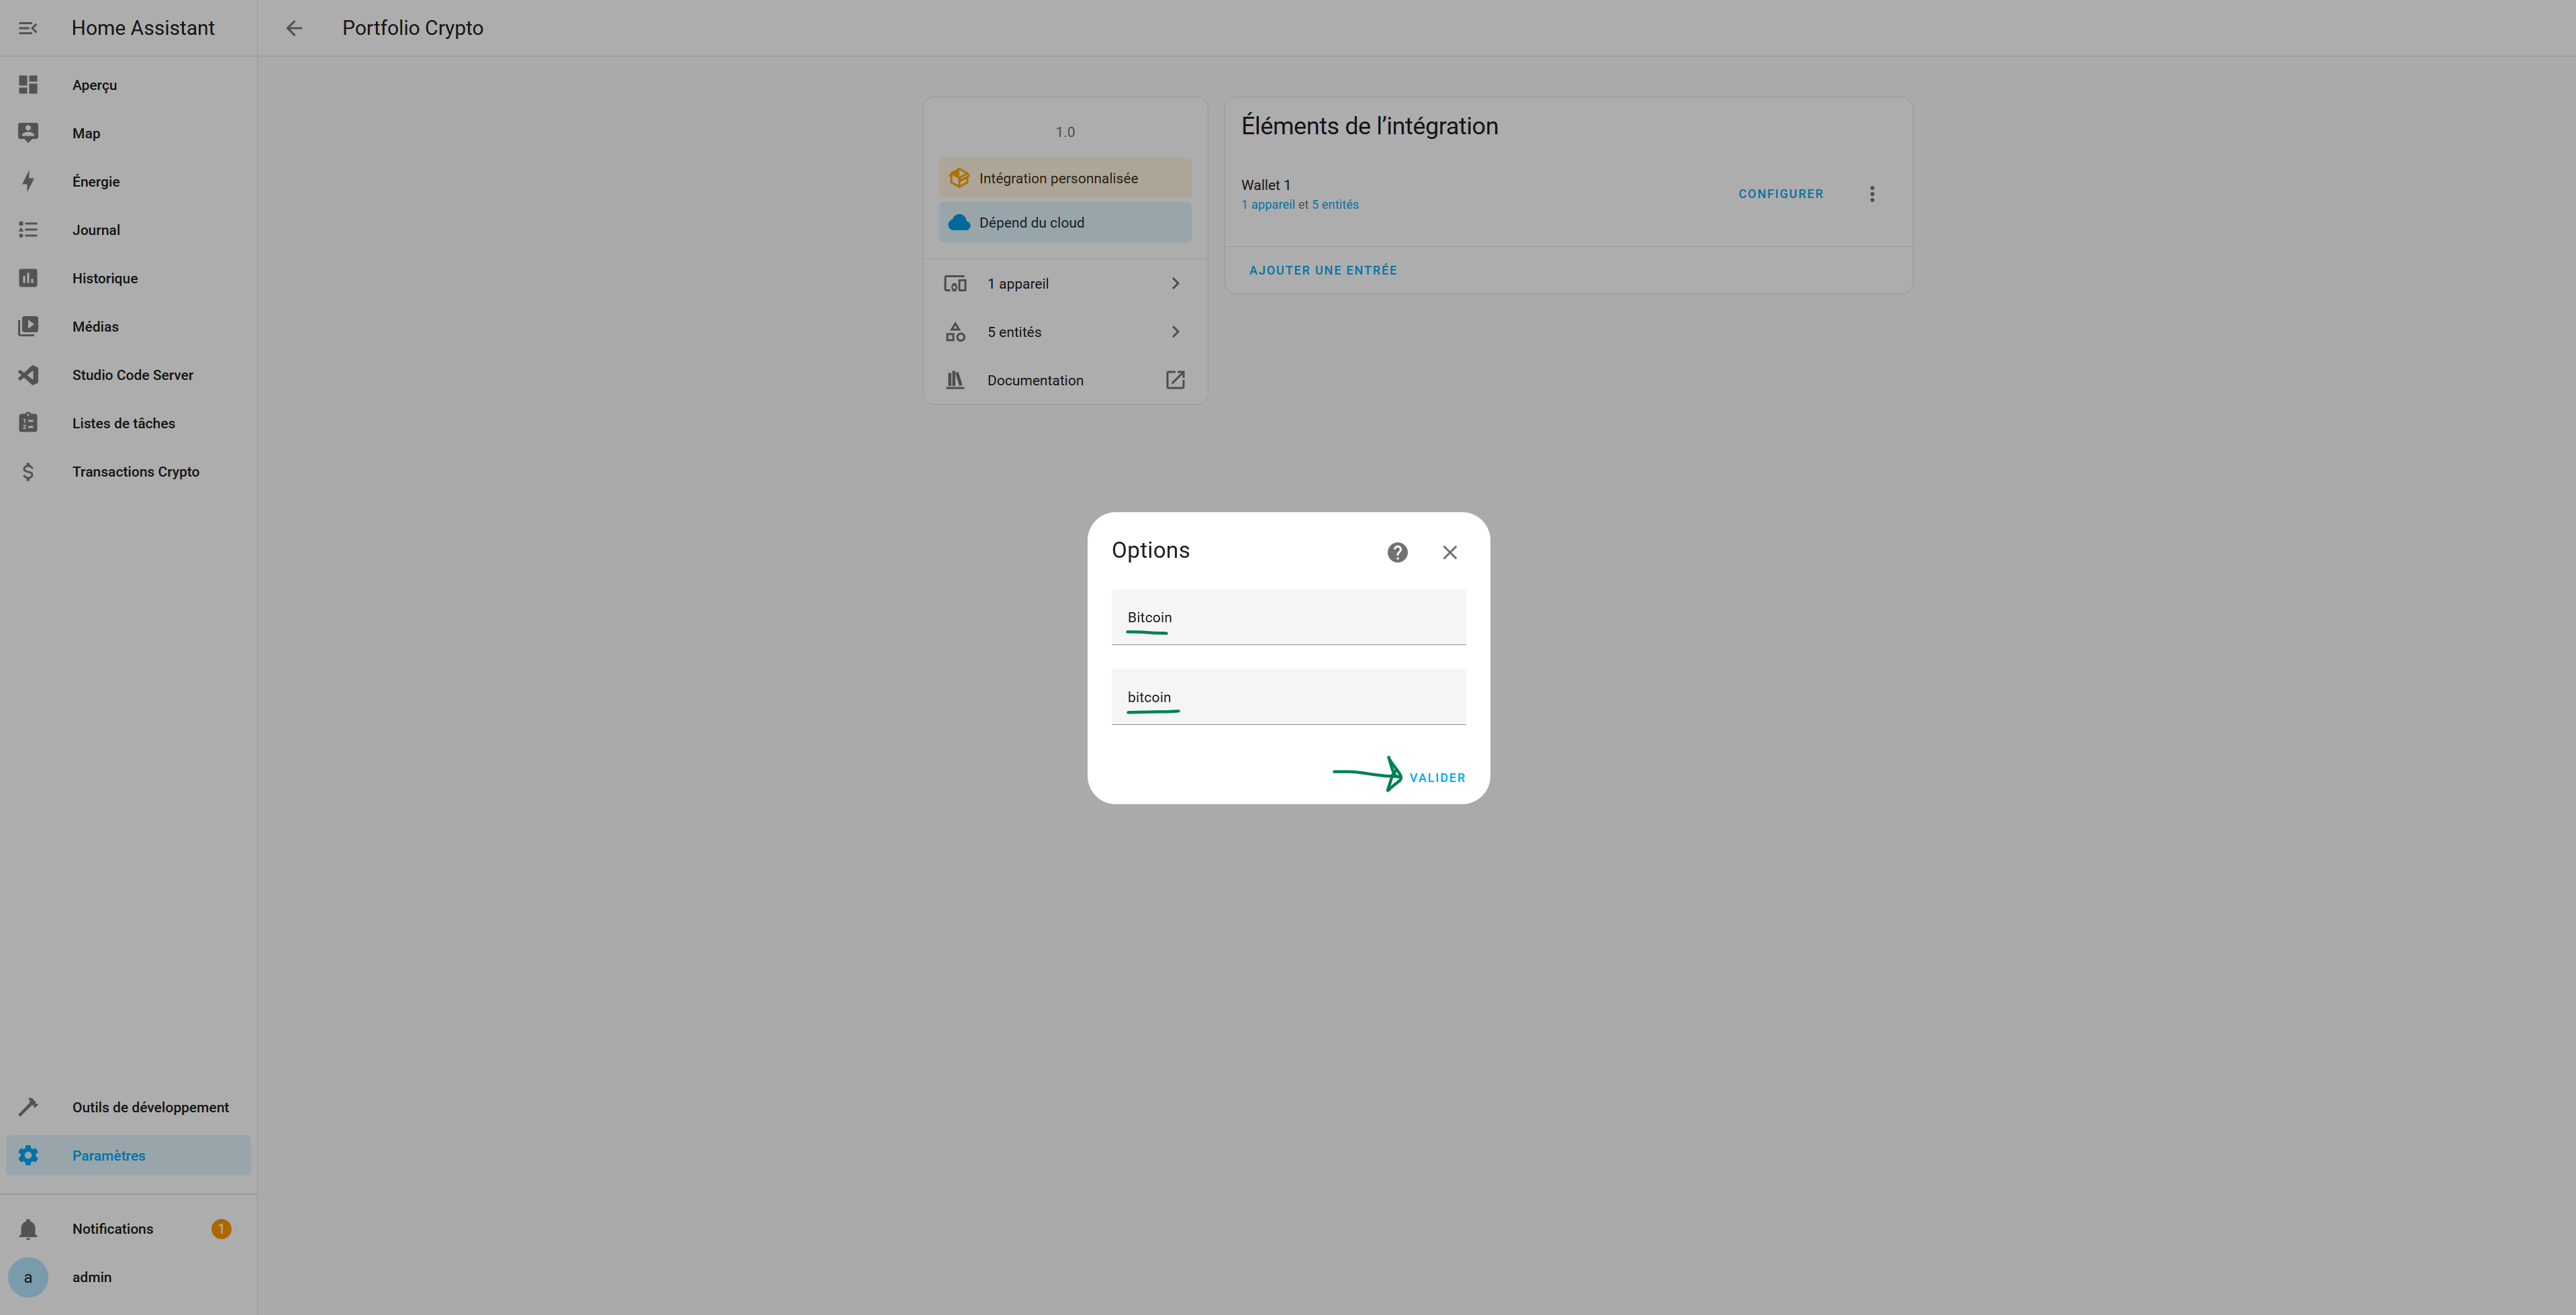 Home Assistant
Portfolio Crypto
Aperçu
Map
Énergie
Journal
Historique
Médias
Studio Code Server
Listes de tâches
Transactions Crypto
Outils de développement
Paramètres
Notifications 1
a admin
1.0
Intégration personnalisée
Dépend du cloud
1 appareil
5 entités
Documentation
Éléments de l’intégration
Wallet 1
1 appareil et 5 entités
CONFIGURER
AJOUTER UNE ENTRÉE
Options
Bitcoin
bitcoin
VALIDER